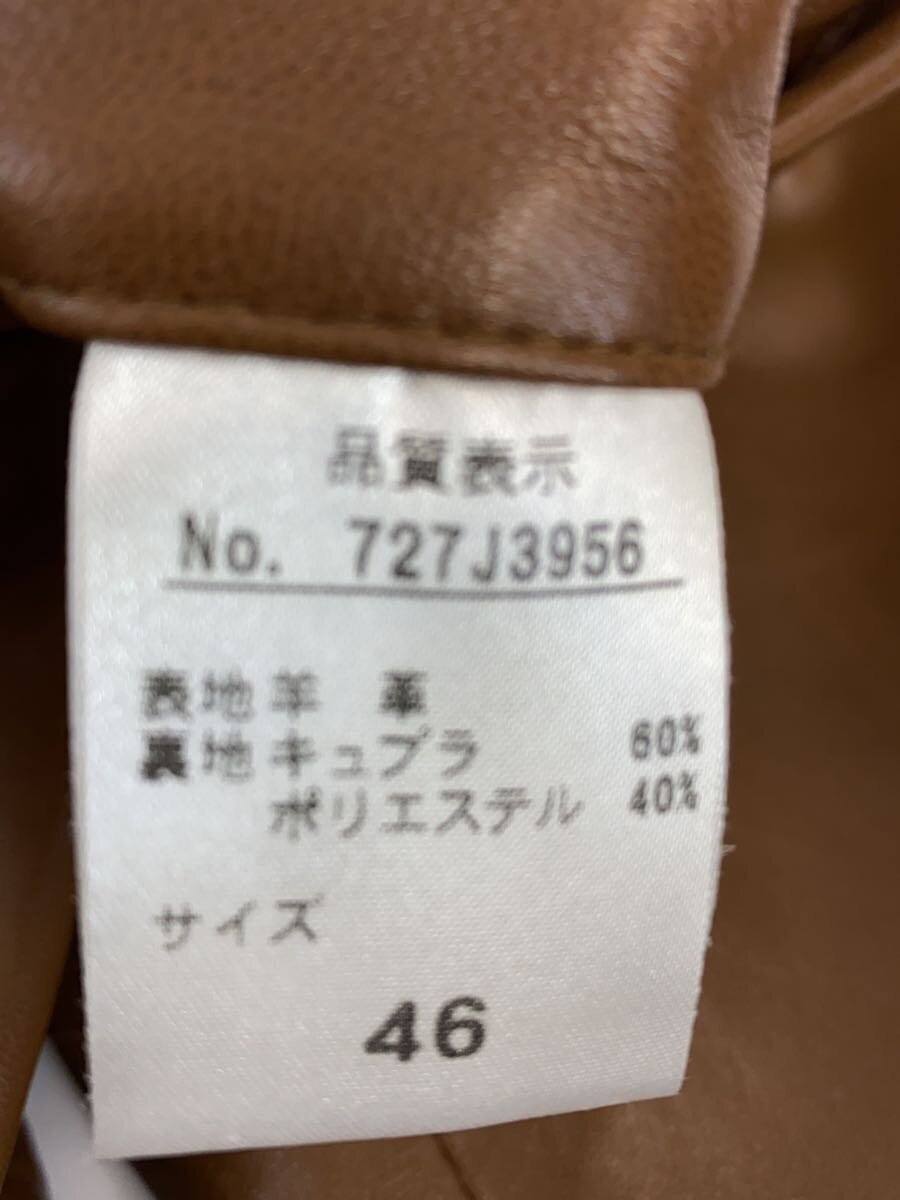 品質表示
No. 727J3956
表地羊 革
裏地キュプラ 60%
ポリエステル 40%
サイズ
46